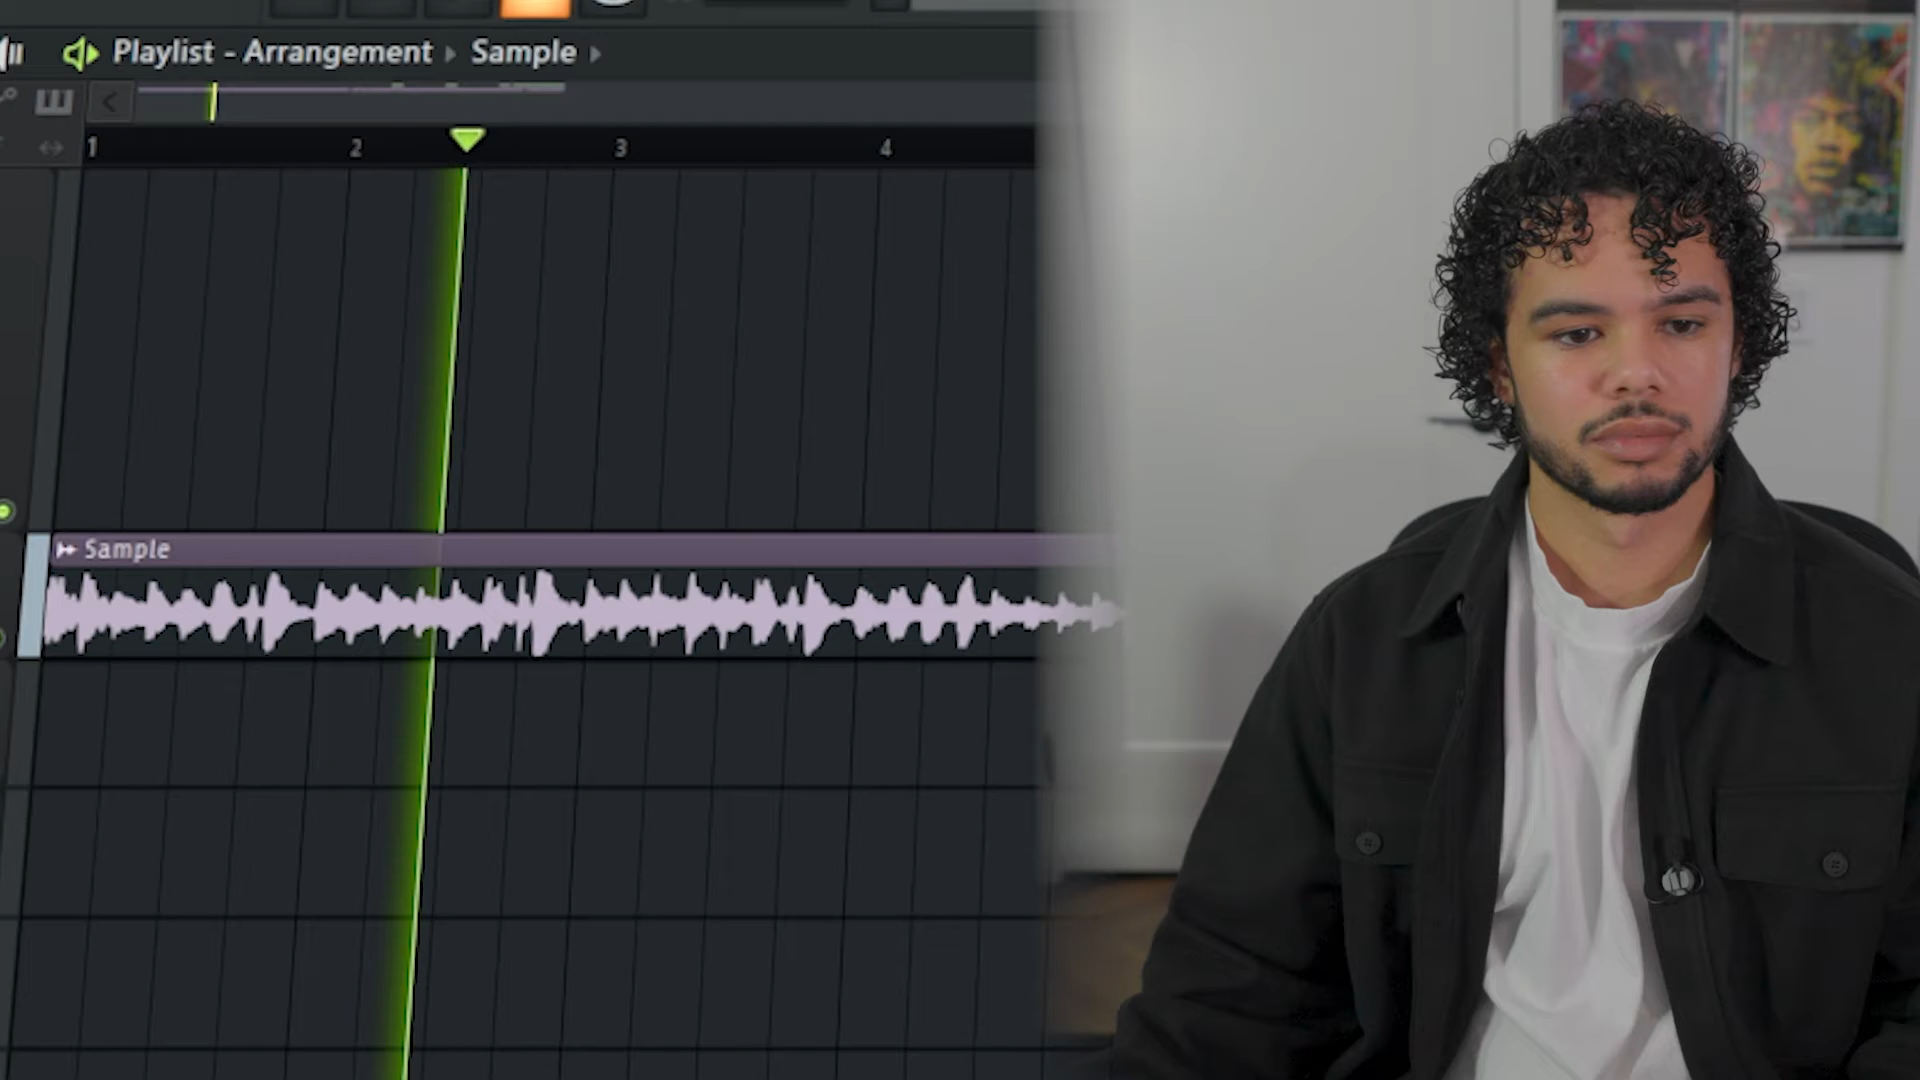 Playlist - Arrangement ▸ Sample ▸
1 2 3 4
Sample